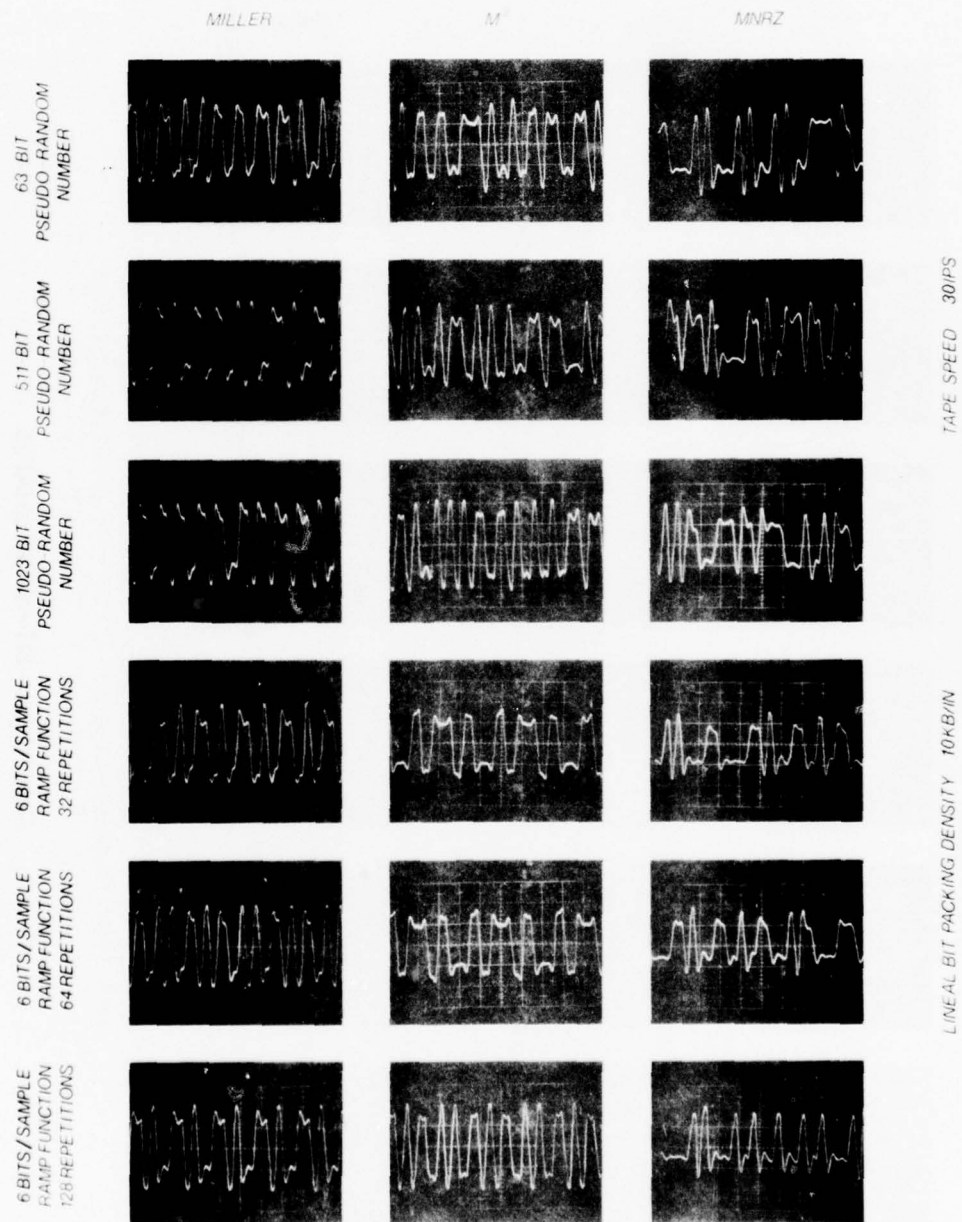 MILLER
M²
MNRZ
63 BIT
PSEUDO RANDOM
NUMBER
511 BIT
PSEUDO RANDOM
NUMBER
1023 BIT
PSEUDO RANDOM
NUMBER
6 BITS/SAMPLE
RAMP FUNCTION
32 REPETITIONS
6 BITS/SAMPLE
RAMP FUNCTION
64 REPETITIONS
6 BITS/SAMPLE
RAMP FUNCTION
128 REPETITIONS
TAPE SPEED 30IPS
LINEAL BIT PACKING DENSITY 10KB/IN